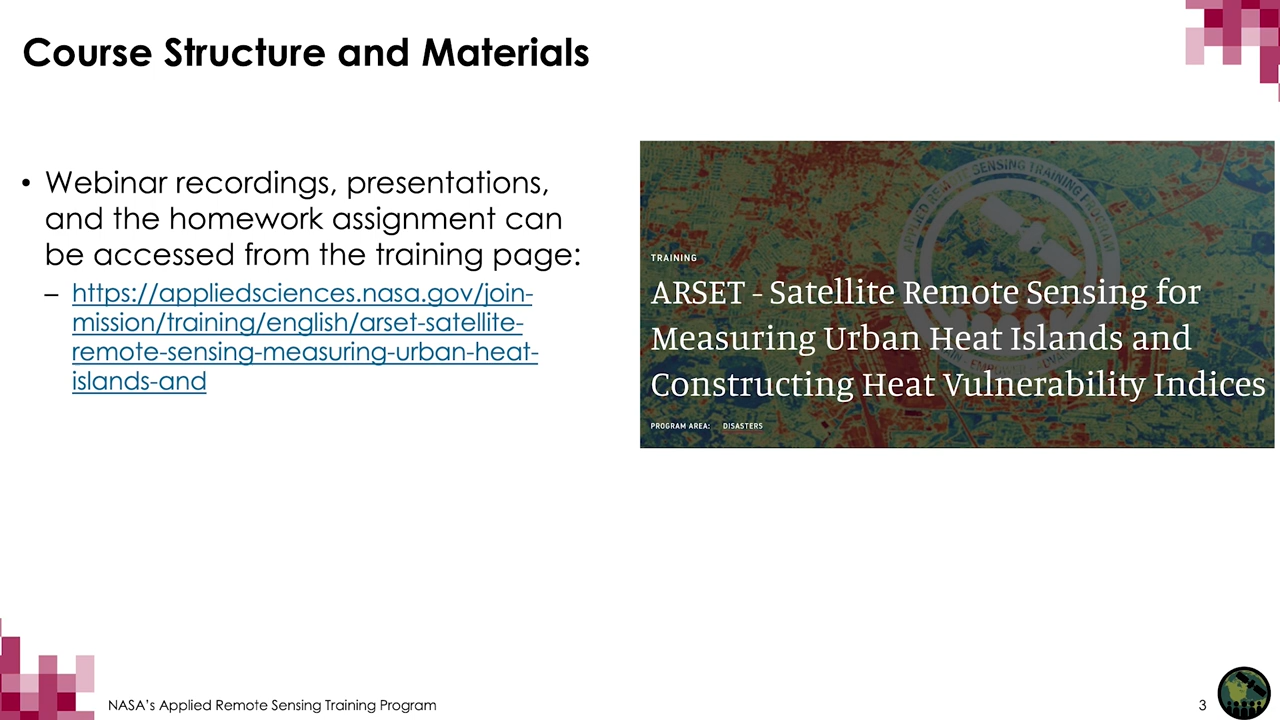 Course Structure and Materials
• Webinar recordings, presentations,
and the homework assignment can
be accessed from the training page:
– https://appliedsciences.nasa.gov/join-
mission/training/english/arset-satellite-
remote-sensing-measuring-urban-heat-
islands-and
TRAINING
ARSET - Satellite Remote Sensing for
Measuring Urban Heat Islands and
Constructing Heat Vulnerability Indices
PROGRAM AREA: DISASTERS
NASA's Applied Remote Sensing Training Program
3